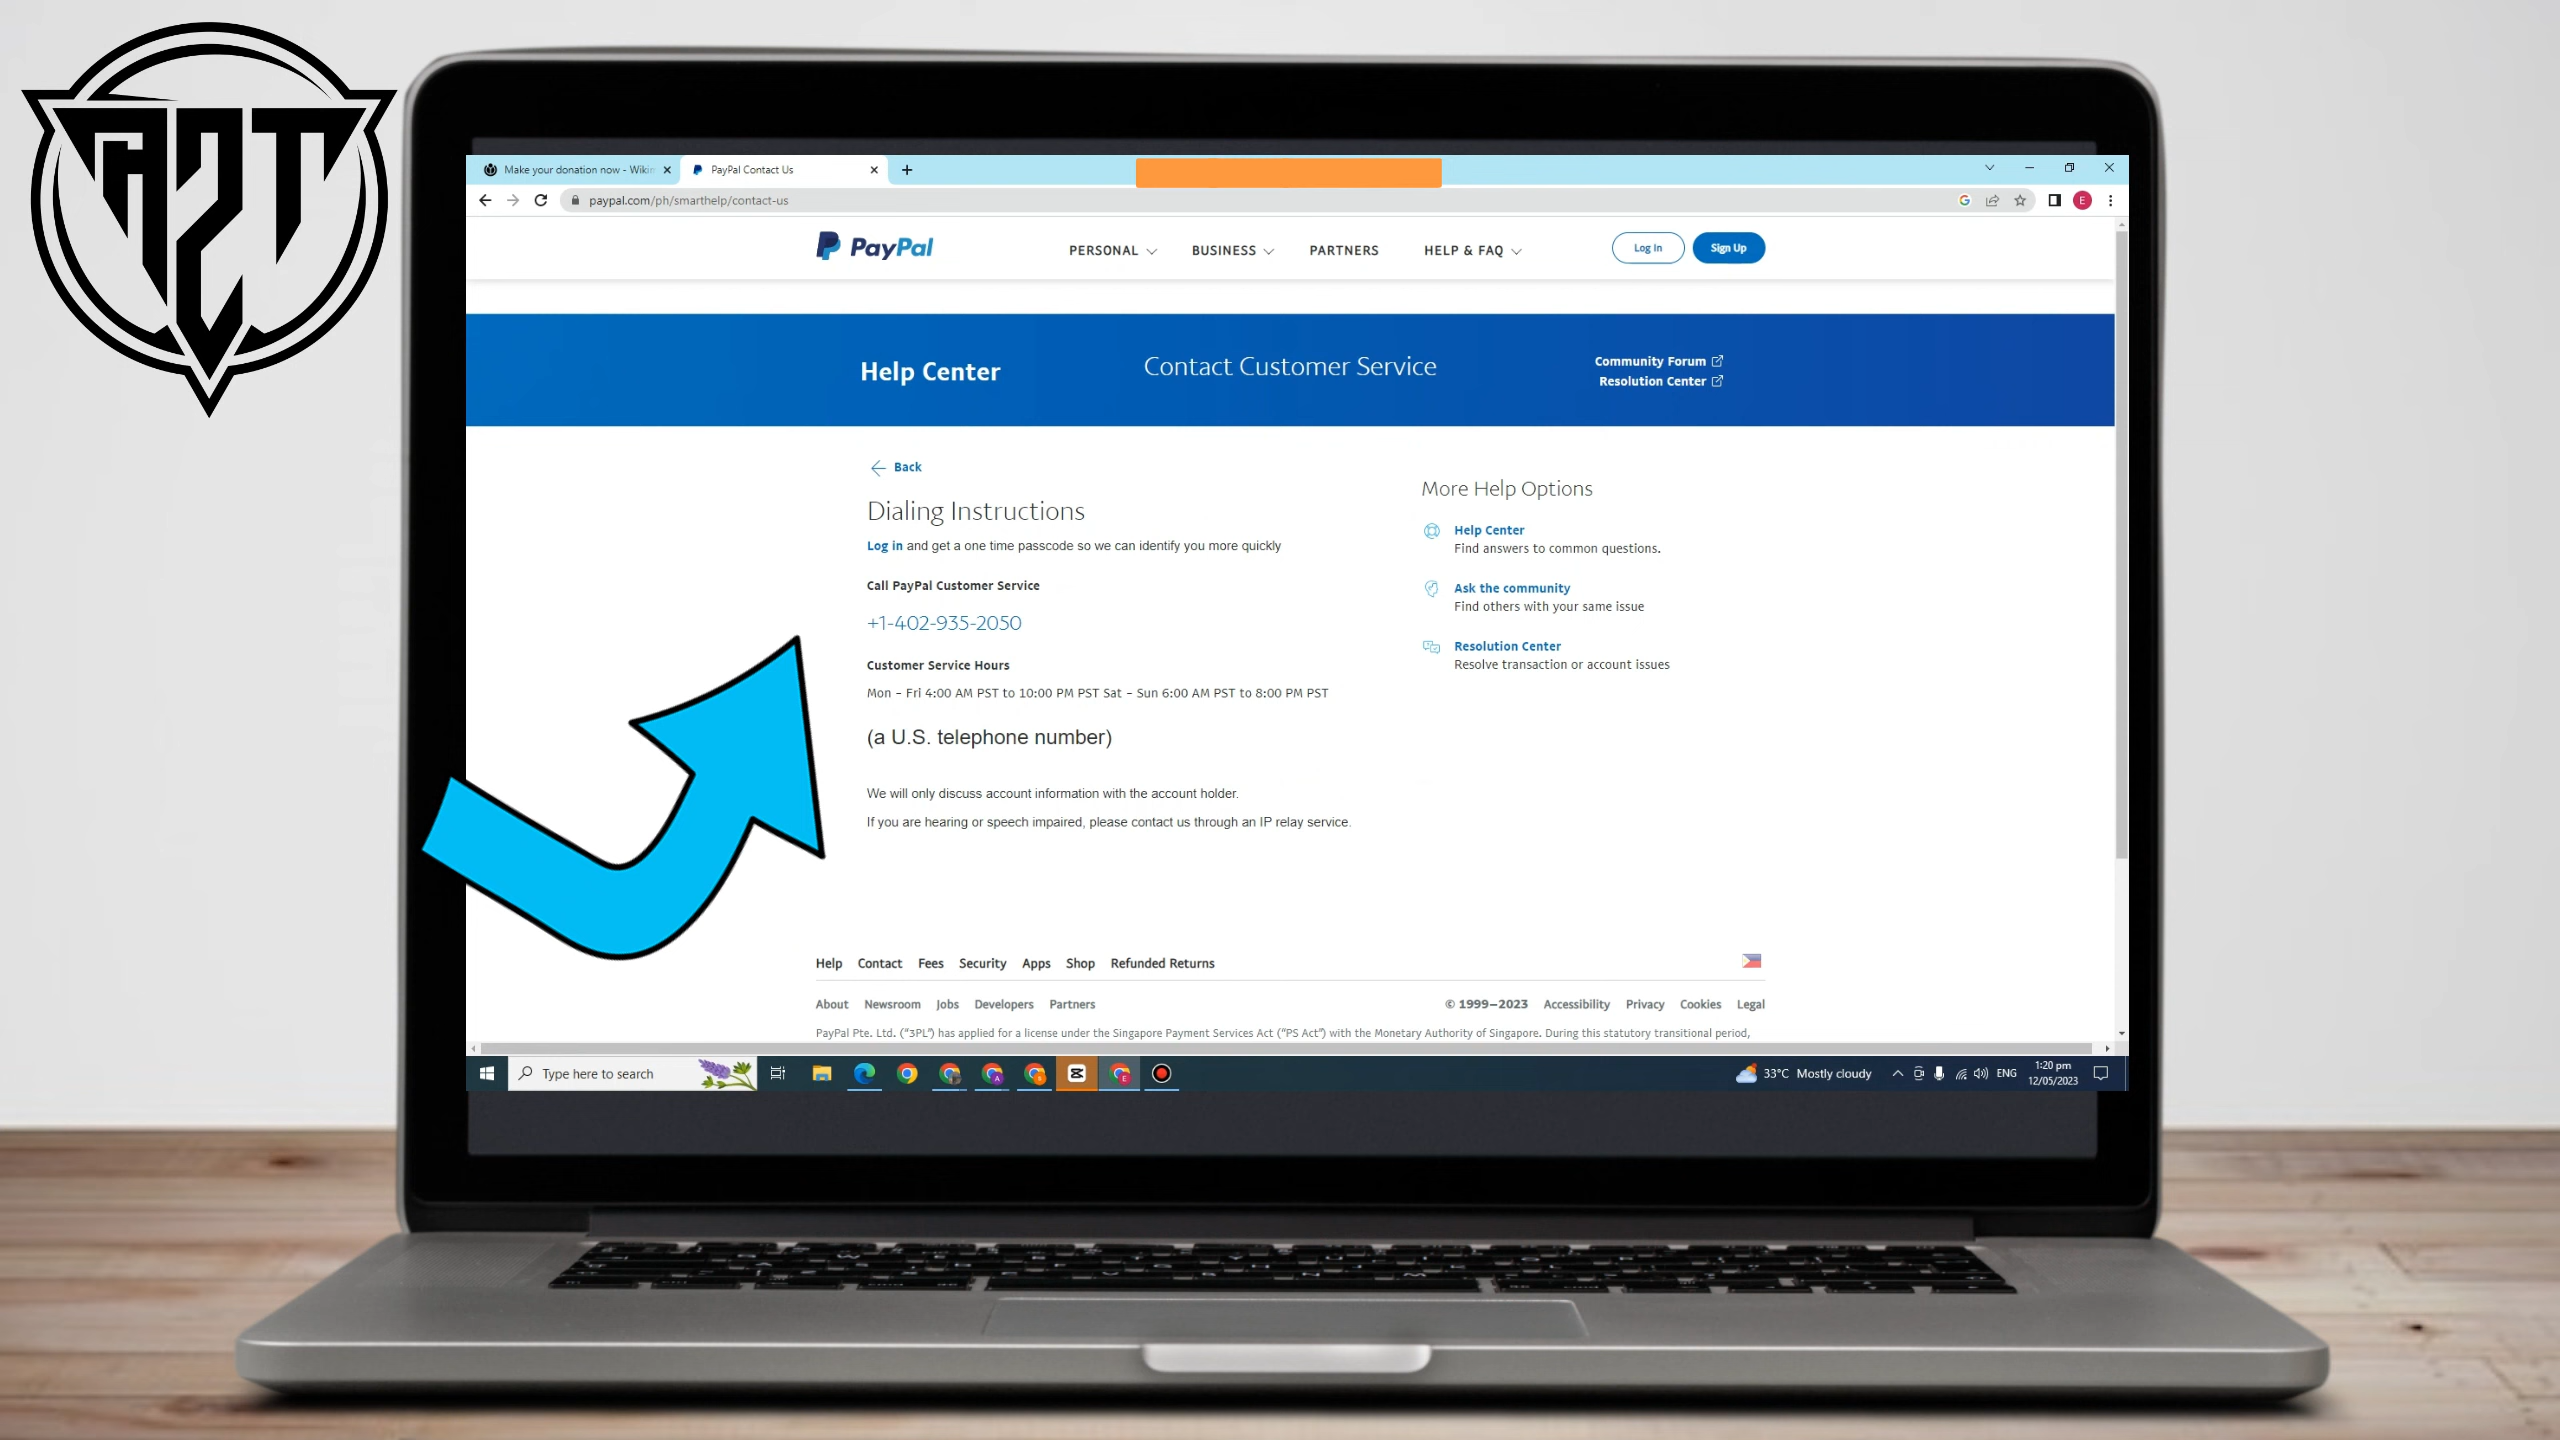 A2T
Make your donation now - Wikim
PayPal Contact Us
paypal.com/ph/smarthelp/contact-us
E
PayPal
PERSONAL
BUSINESS
PARTNERS
HELP & FAQ
Log In
Sign Up
Help Center
Contact Customer Service
Community Forum
Resolution Center
Back
Dialing Instructions
Log in and get a one time passcode so we can identify you more quickly
Call PayPal Customer Service
+1-402-935-2050
Customer Service Hours
Mon - Fri 4:00 AM PST to 10:00 PM PST Sat - Sun 6:00 AM PST to 8:00 PM PST
(a U.S. telephone number)
We will only discuss account information with the account holder.
If you are hearing or speech impaired, please contact us through an IP relay service.
More Help Options
Help Center
Find answers to common questions.
Ask the community
Find others with your same issue
Resolution Center
Resolve transaction or account issues
Help Contact Fees Security Apps Shop Refunded Returns
About Newsroom Jobs Developers Partners
© 1999–2023 Accessibility Privacy Cookies Legal
PayPal Pte. Ltd. (“3PL”) has applied for a license under the Singapore Payment Services Act (“PS Act”) with the Monetary Authority of Singapore. During this statutory transitional period,
Type here to search
33°C Mostly cloudy
ENG
1:20 pm
12/05/2023